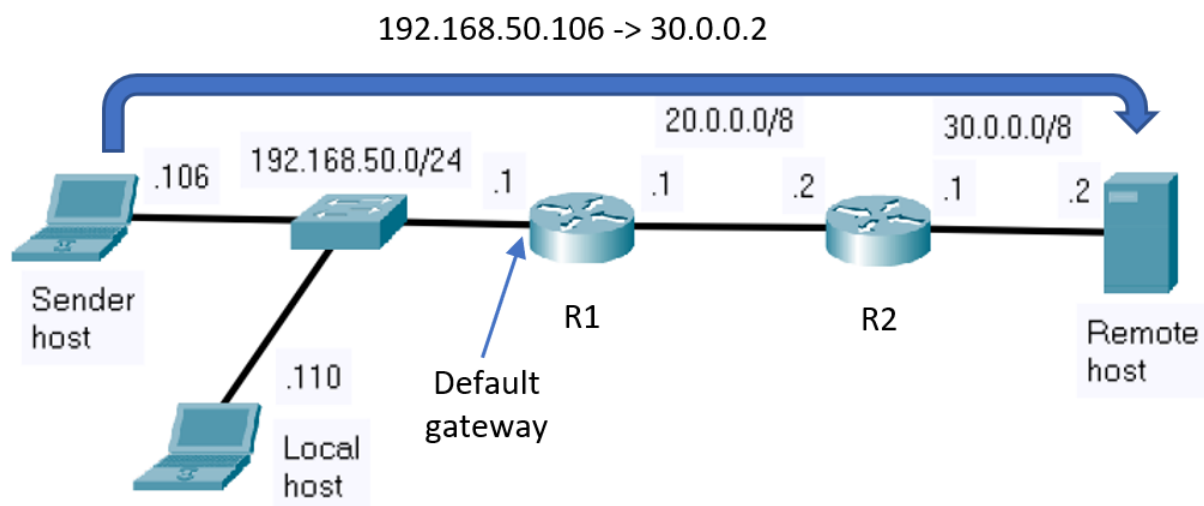 192.168.50.106 -> 30.0.0.2
20.0.0.0/8
30.0.0.0/8
.106
192.168.50.0/24
.1
.1
.2
.1
.2
Sender
host
R1
R2
Remote
host
.110
Default
gateway
Local
host